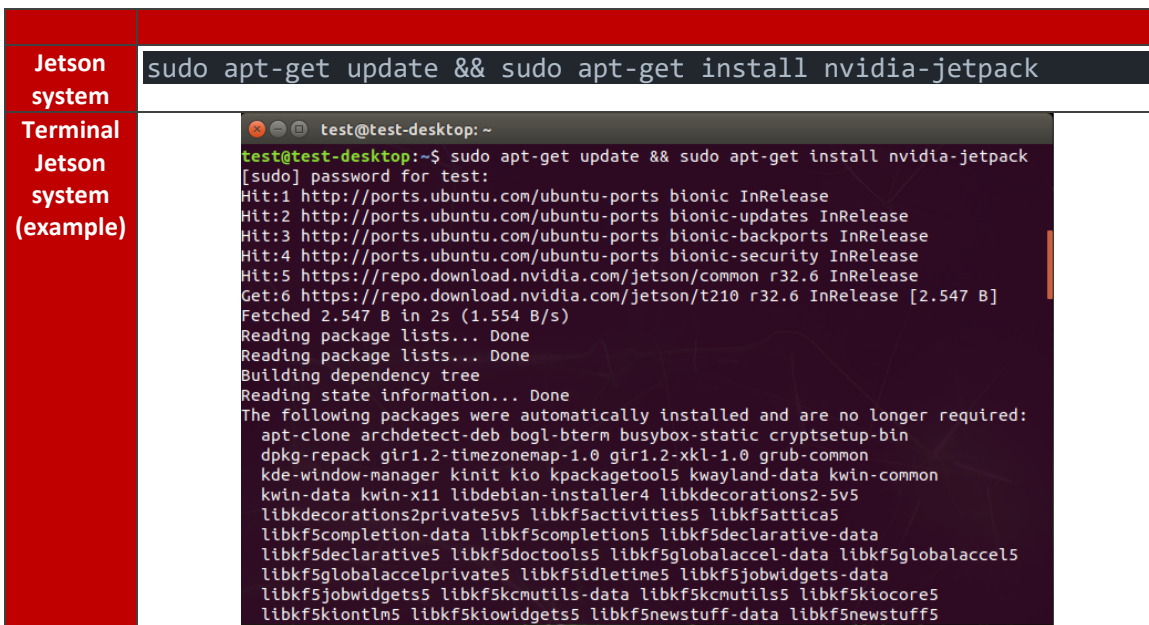 Jetson
system
sudo apt-get update && sudo apt-get install nvidia-jetpack
Terminal
Jetson
system
(example)
test@test-desktop: ~
test@test-desktop:~$ sudo apt-get update && sudo apt-get install nvidia-jetpack
[sudo] password for test:
Hit:1 http://ports.ubuntu.com/ubuntu-ports bionic InRelease
Hit:2 http://ports.ubuntu.com/ubuntu-ports bionic-updates InRelease
Hit:3 http://ports.ubuntu.com/ubuntu-ports bionic-backports InRelease
Hit:4 http://ports.ubuntu.com/ubuntu-ports bionic-security InRelease
Hit:5 https://repo.download.nvidia.com/jetson/common r32.6 InRelease
Get:6 https://repo.download.nvidia.com/jetson/t210 r32.6 InRelease [2.547 B]
Fetched 2.547 B in 2s (1.554 B/s)
Reading package lists... Done
Reading package lists... Done
Building dependency tree
Reading state information... Done
The following packages were automatically installed and are no longer required:
apt-clone archdetect-deb bogl-bterm busybox-static cryptsetup-bin
dpkg-repack gir1.2-timezonemap-1.0 gir1.2-xkl-1.0 grub-common
kde-window-manager kinit kio kpackagetool5 kwayland-data kwin-common
kwin-data kwin-x11 libdebian-installer4 libkdecorations2-5v5
libkdecorations2private5v5 libkf5activities5 libkf5attica5
libkf5completion-data libkf5completion5 libkf5declarative-data
libkf5declarative5 libkf5doctools5 libkf5globalaccel-data libkf5globalaccel5
libkf5globalaccelprivate5 libkf5idletime5 libkf5jobwidgets-data
libkf5jobwidgets5 libkf5kcmutils-data libkf5kcmutils5 libkf5kiocore5
libkf5kiontlm5 libkf5kiowidgets5 libkf5newstuff-data libkf5newstuff5